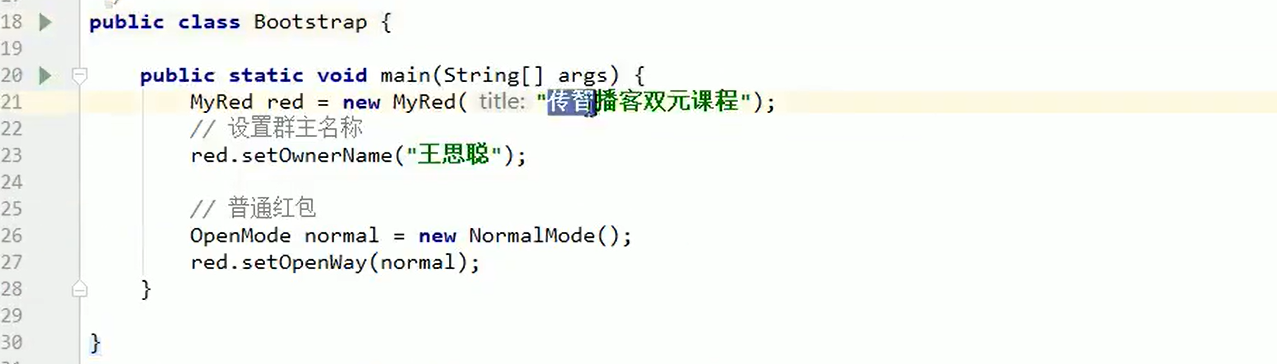 18 public class Bootstrap {
19
20 public static void main(String[] args) {
21 MyRed red = new MyRed( title: "传智播客双元课程");
22 // 设置群主名称
23 red.setOwnerName("王思聪");
24
25 // 普通红包
26 OpenMode normal = new NormalMode();
27 red.setOpenWay(normal);
28 }
29
30 }